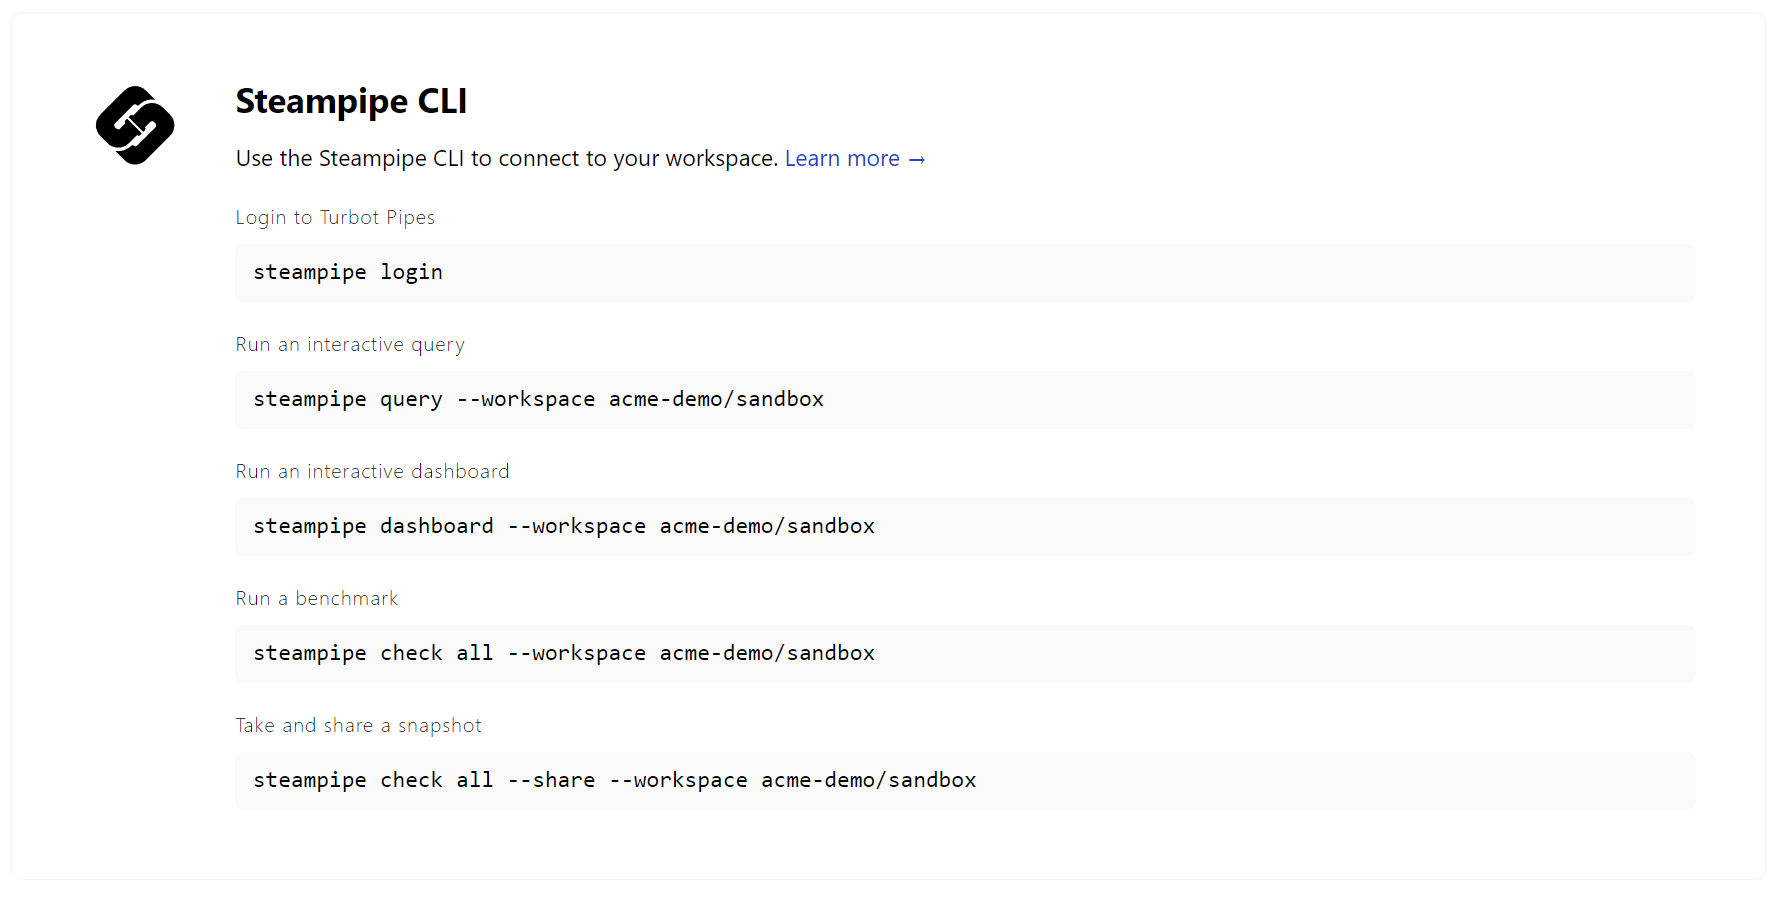 Steampipe CLI
Use the Steampipe CLI to connect to your workspace. Learn more →
Login to Turbot Pipes
steampipe login
Run an interactive query
steampipe query --workspace acme-demo/sandbox
Run an interactive dashboard
steampipe dashboard --workspace acme-demo/sandbox
Run a benchmark
steampipe check all --workspace acme-demo/sandbox
Take and share a snapshot
steampipe check all --share --workspace acme-demo/sandbox